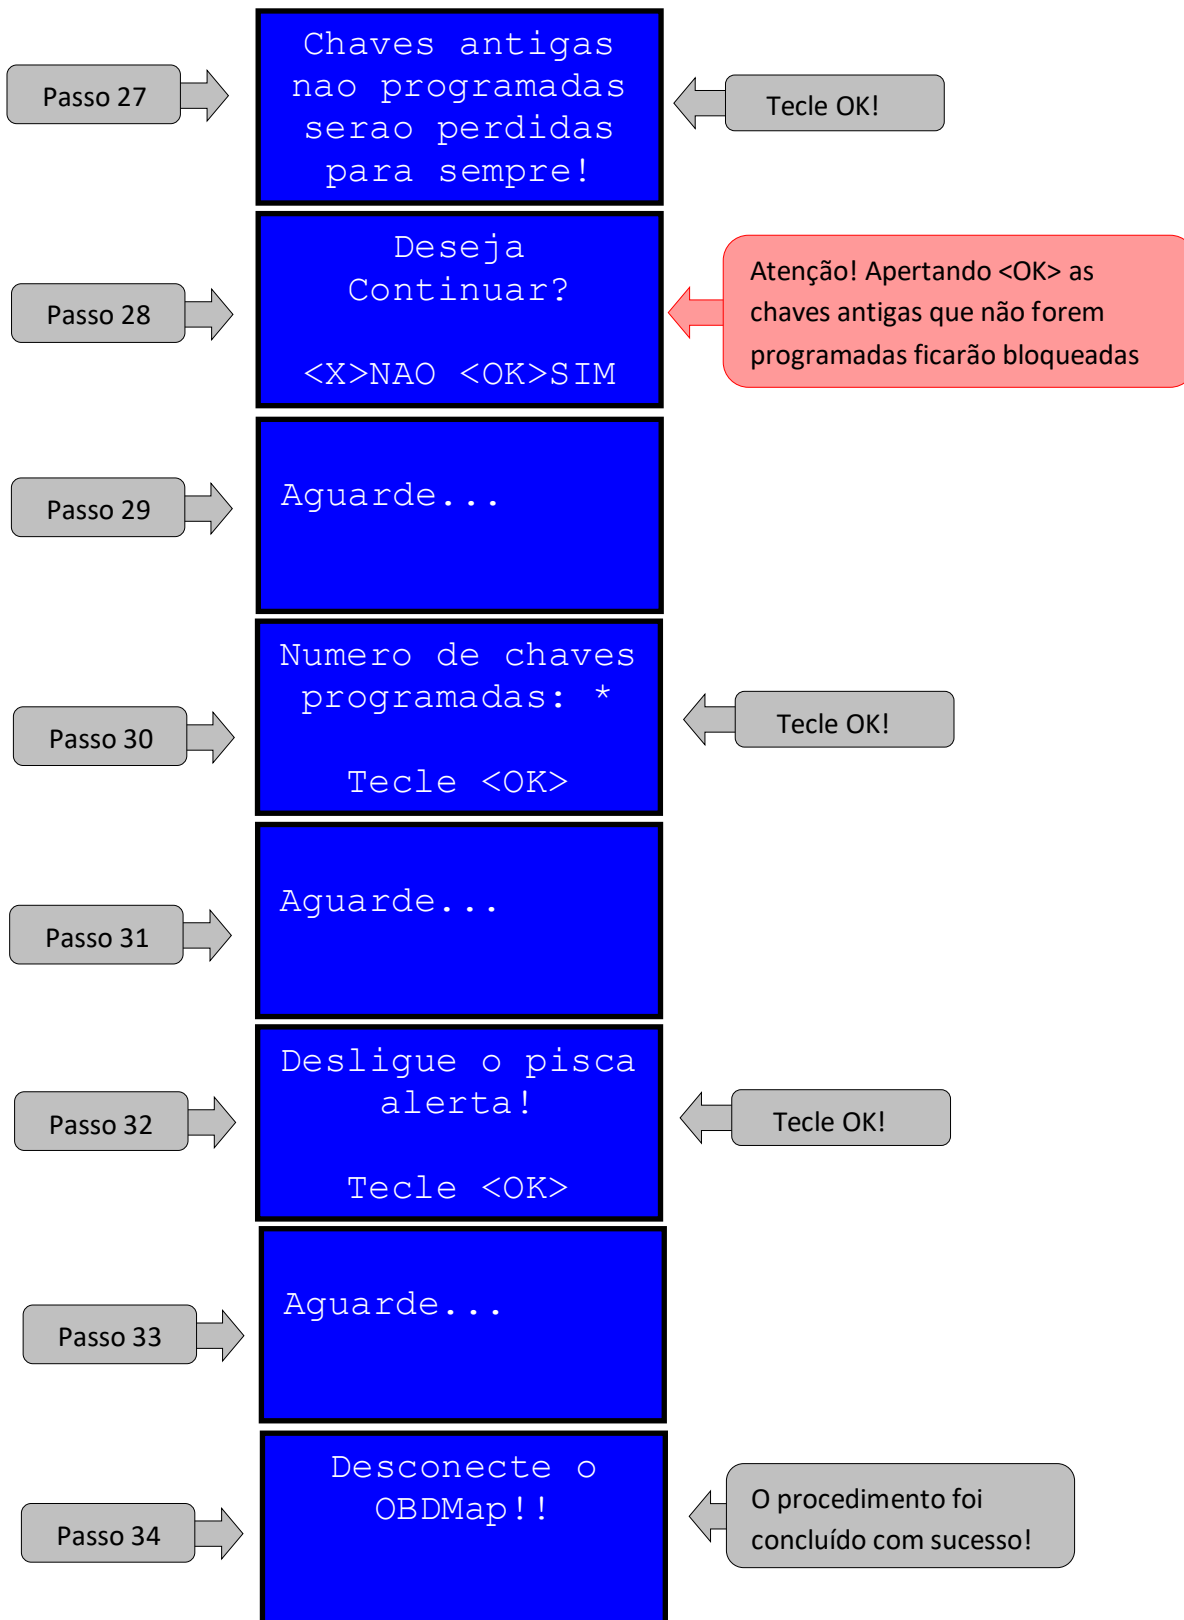 Passo 27
Chaves antigas
nao programadas
serao perdidas
para sempre!
Tecle OK!
Passo 28
Deseja
Continuar?
<X>NAO <OK>SIM
Atenção! Apertando <OK> as
chaves antigas que não forem
programadas ficarão bloqueadas
Passo 29
Aguarde...
Passo 30
Numero de chaves
programadas: *
Tecle <OK>
Tecle OK!
Passo 31
Aguarde...
Passo 32
Desligue o pisca
alerta!
Tecle <OK>
Tecle OK!
Passo 33
Aguarde...
Passo 34
Desconecte o
OBDMap!!
O procedimento foi
concluído com sucesso!